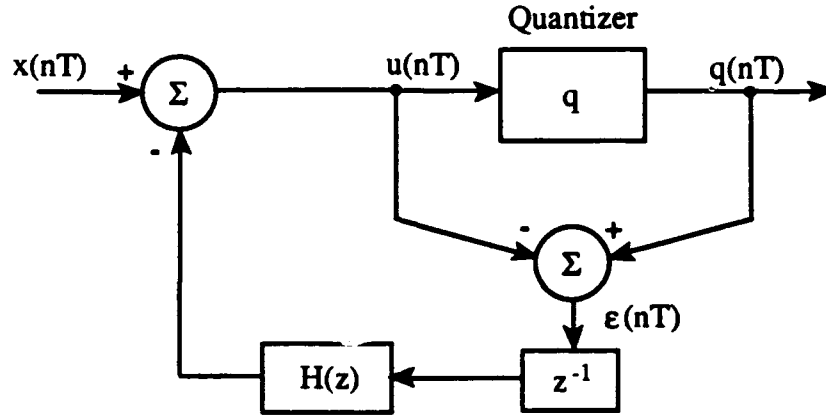 Quantizer
x(nT)
+
Σ
u(nT)
q
q(nT)
-
-
+
Σ
ε(nT)
H(z)
z⁻¹